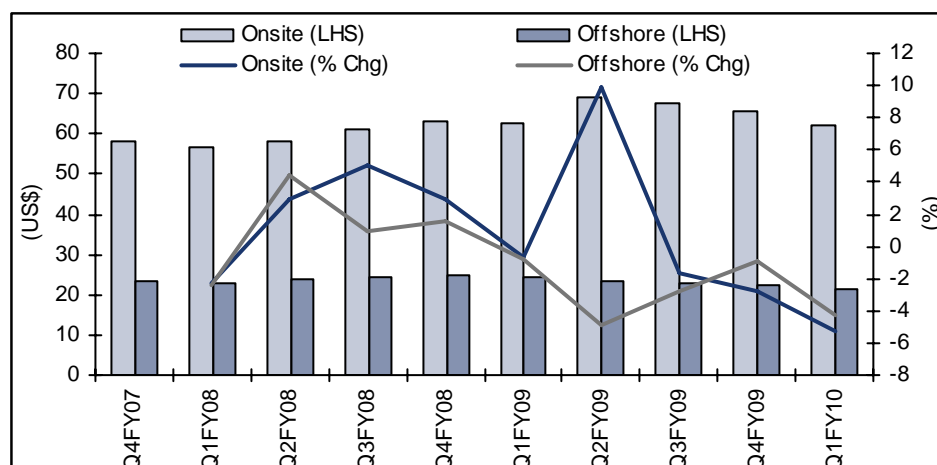 Onsite (LHS) Offshore (LHS)
Onsite (% Chg) Offshore (% Chg)
80
70
60
50
40
30
20
10
0
(US$)
12
10
8
6
4
2
0
-2
-4
-6
-8
(%)
Q4FY07
Q1FY08
Q2FY08
Q3FY08
Q4FY08
Q1FY09
Q2FY09
Q3FY09
Q4FY09
Q1FY10